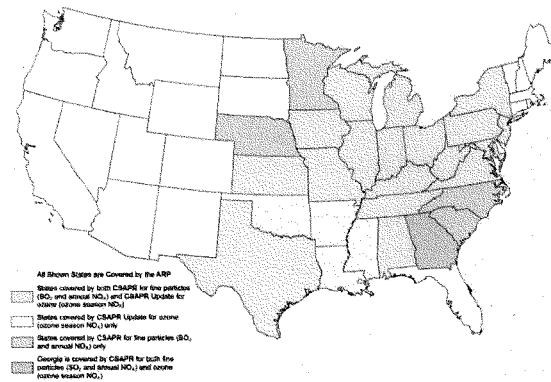 All Shown States are Covered by the ARP
States covered by both CSAPR for fine particles
(SO₂ and annual NOₓ) and CSAPR Update for
ozone (ozone season NOₓ)
States covered by CSAPR Update for ozone
(ozone season NOₓ) only
States covered by CSAPR for fine particles (SO₂
and annual NOₓ) only
Georgia is covered by CSAPR for both fine
particles (SO₂ and annual NOₓ) and ozone
(ozone season NOₓ)